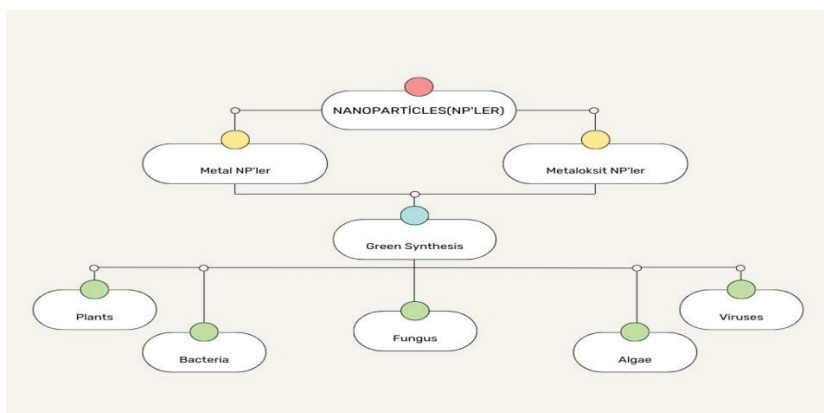 NANOPARTİCLES(NP'LER)
Metal NP'ler
Metaloksit NP'ler
Green Synthesis
Plants
Bacteria
Fungus
Algae
Viruses